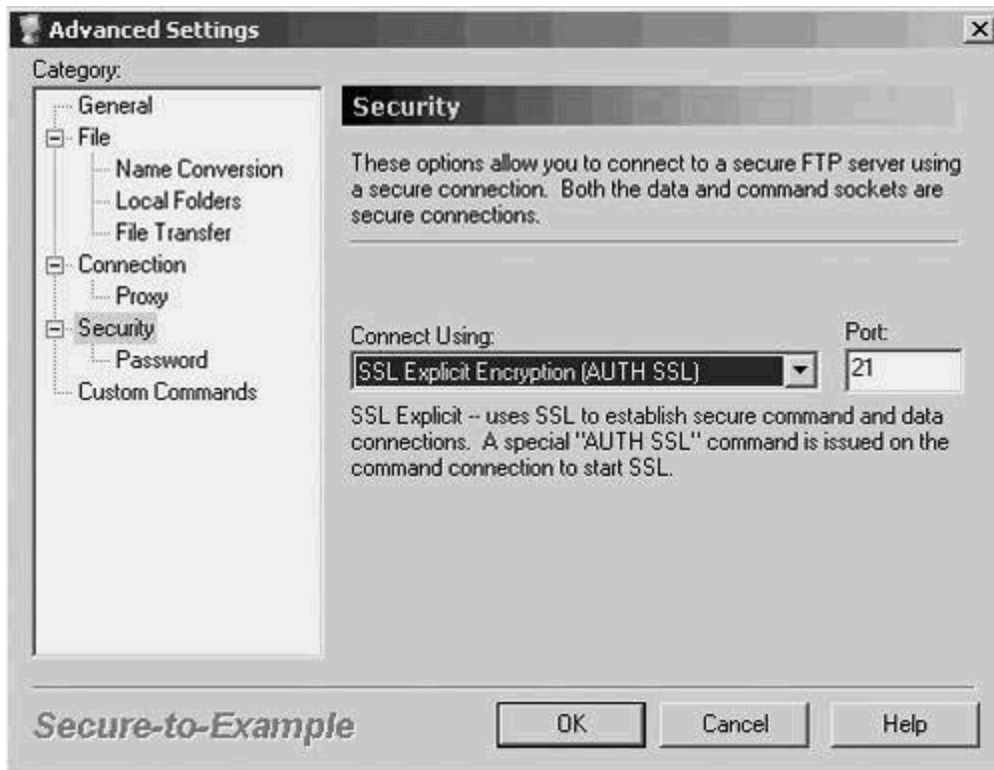 Advanced Settings
Category:
General
File
Name Conversion
Local Folders
File Transfer
Connection
Proxy
Security
Password
Custom Commands
Security
These options allow you to connect to a secure FTP server using
a secure connection. Both the data and command sockets are
secure connections.
Connect Using:
Port:
SSL Explicit Encryption (AUTH SSL)
21
SSL Explicit -- uses SSL to establish secure command and data
connections. A special "AUTH SSL" command is issued on the
command connection to start SSL.
Secure-to-Example
OK
Cancel
Help